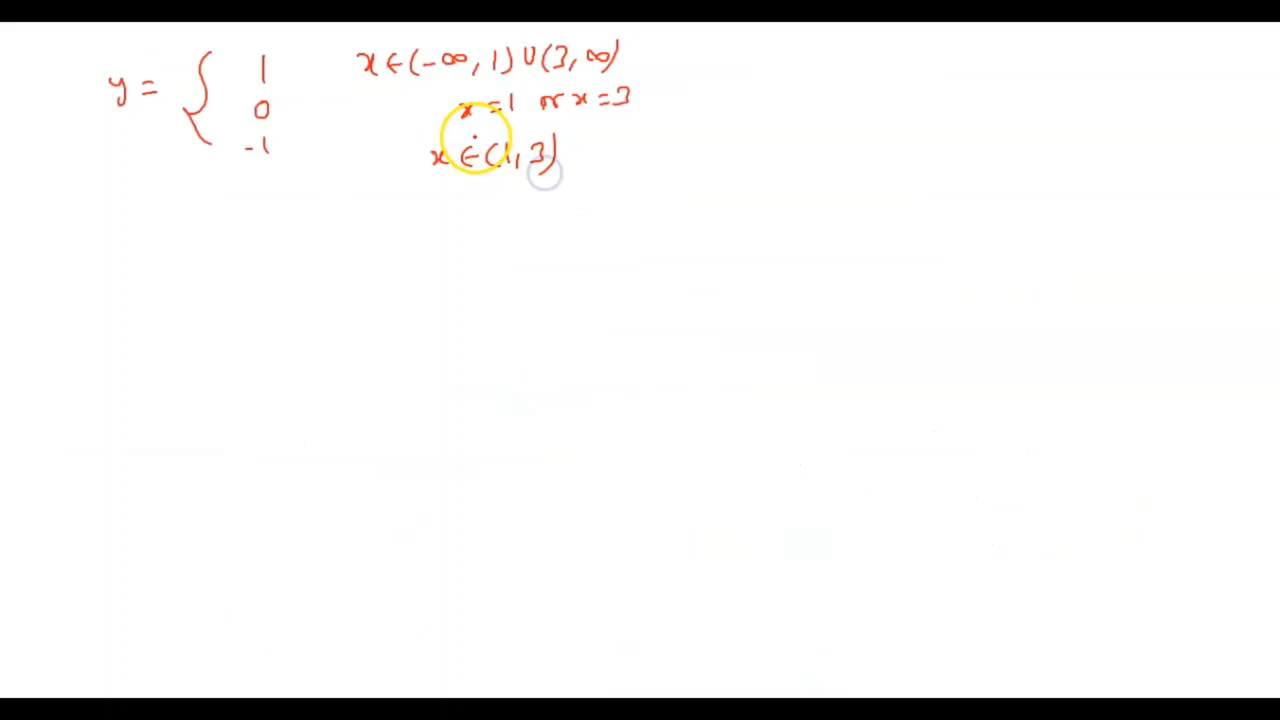 y = { 1 x ∈ (-∞, 1) ∪ (3, ∞)
0 x = 1 or x = 3
-1 x ∈ (1, 3)